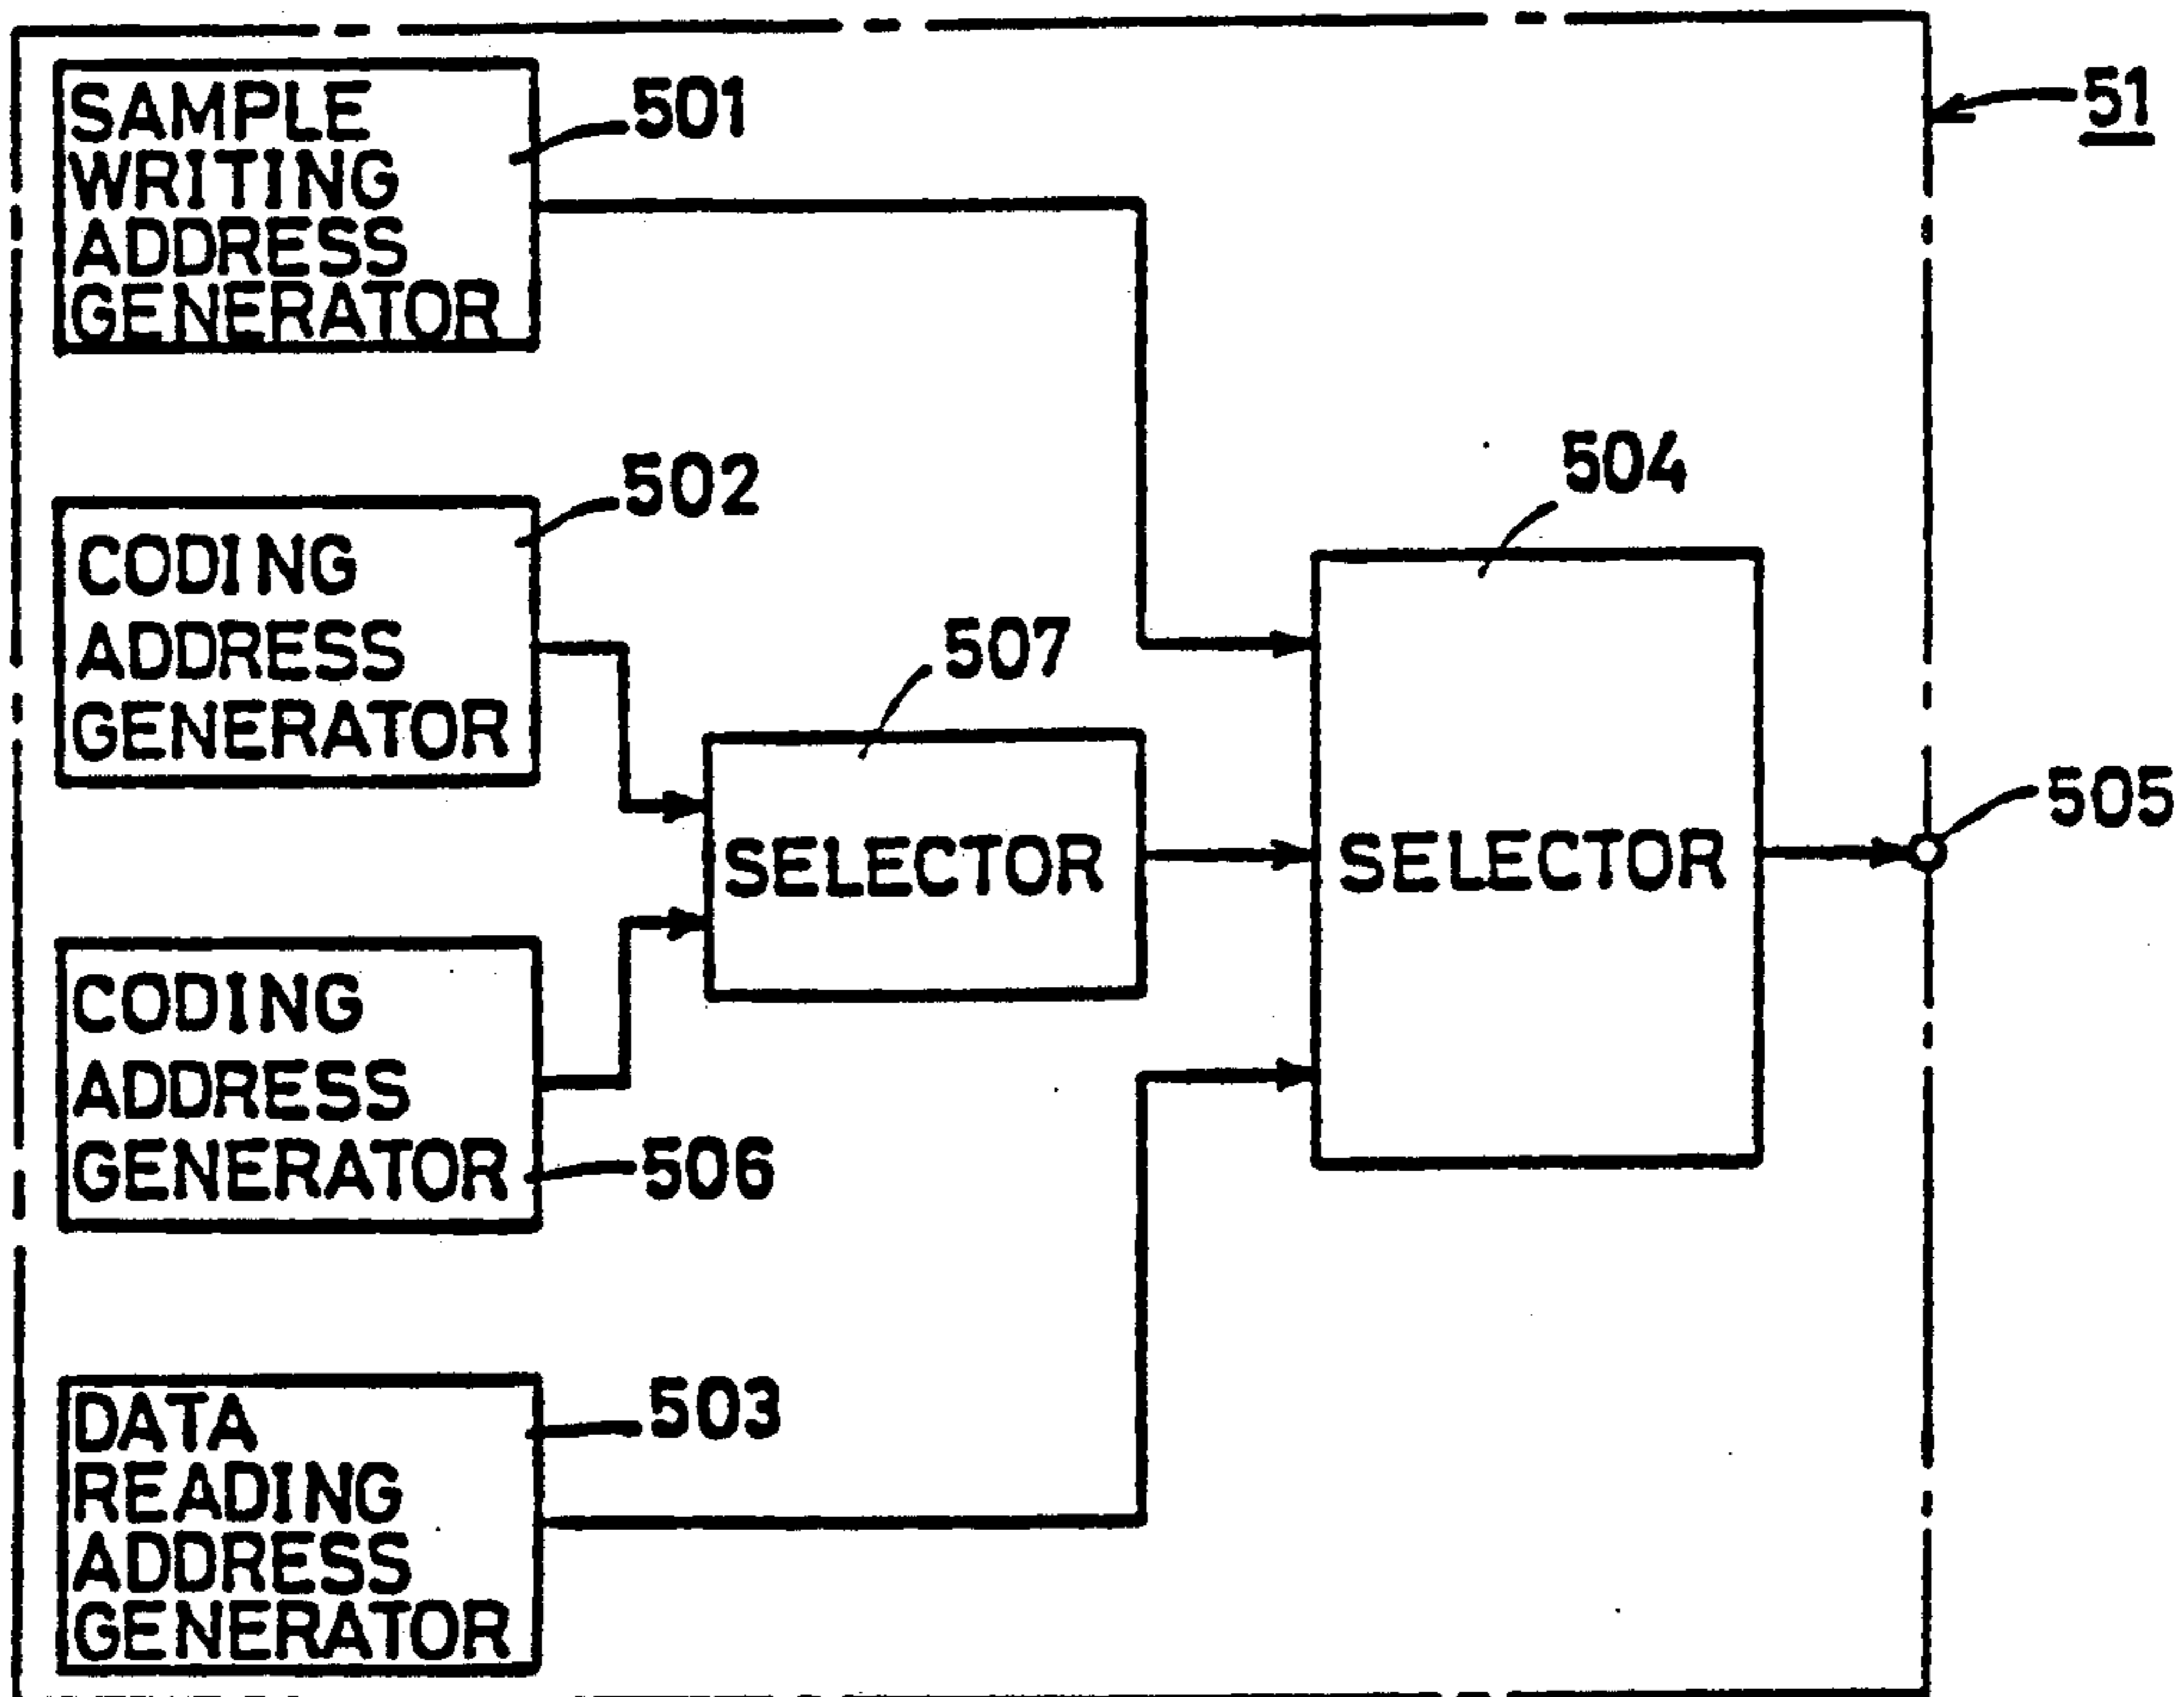 SAMPLE
WRITING
ADDRESS
GENERATOR
501
51
CODING
ADDRESS
GENERATOR
502
504
507
SELECTOR
SELECTOR
505
CODING
ADDRESS
GENERATOR
506
DATA
READING
ADDRESS
GENERATOR
503